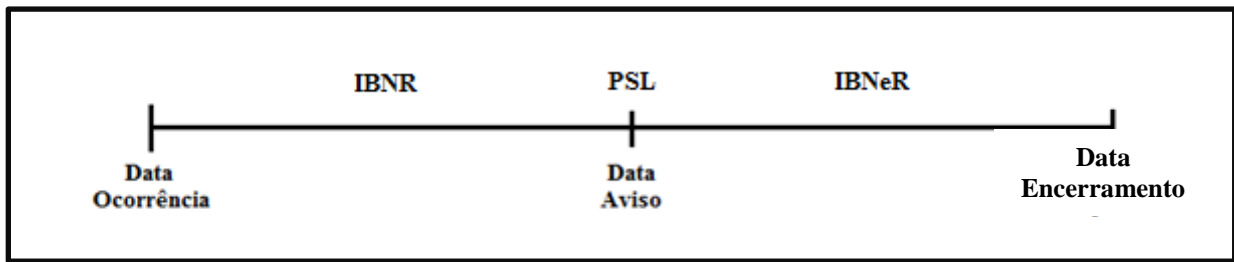 IBNR PSL IBNeR
Data Data Data
Ocorrência Aviso Encerramento